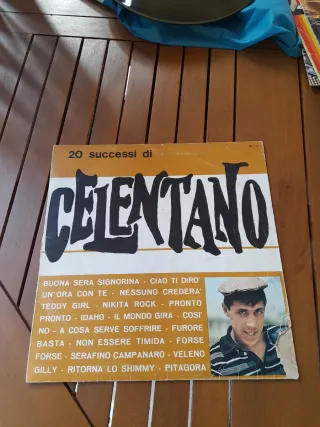 20 successi di
CELENTANO
BUONA SERA SIGNORINA - CIAO TI DIRO'
UN'ORA CON TE - NESSUNO CREDERA'
TEDDY GIRL - NIKITA ROCK - PRONTO
PRONTO - IDAHO - IL MONDO GIRA - COSI'
NO - A COSA SERVE SOFFRIRE - FURORE
BASTA - NON ESSERE TIMIDA - FORSE
FORSE - SERAFINO CAMPANARO - VELENO
GILLY - RITORNA LO SHIMMY - PITAGORA